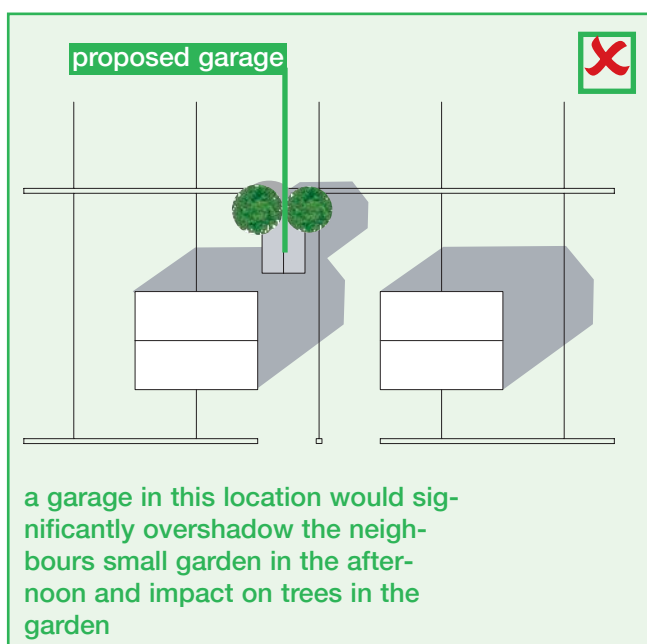 proposed garage
a garage in this location would sig-
nificantly overshadow the neigh-
bours small garden in the after-
noon and impact on trees in the
garden